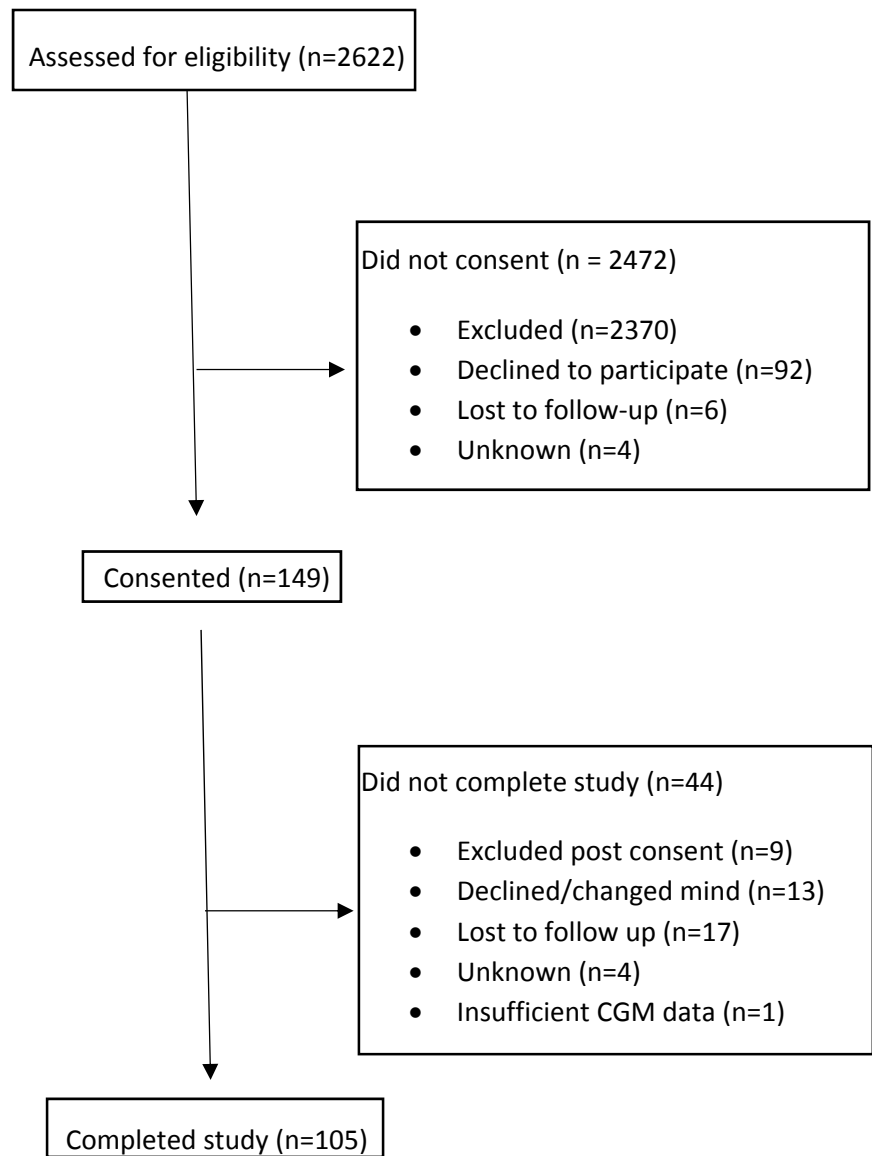 Assessed for eligibility (n=2622)
Did not consent (n = 2472)
• Excluded (n=2370)
• Declined to participate (n=92)
• Lost to follow-up (n=6)
• Unknown (n=4)
Consented (n=149)
Did not complete study (n=44)
• Excluded post consent (n=9)
• Declined/changed mind (n=13)
• Lost to follow up (n=17)
• Unknown (n=4)
• Insufficient CGM data (n=1)
Completed study (n=105)